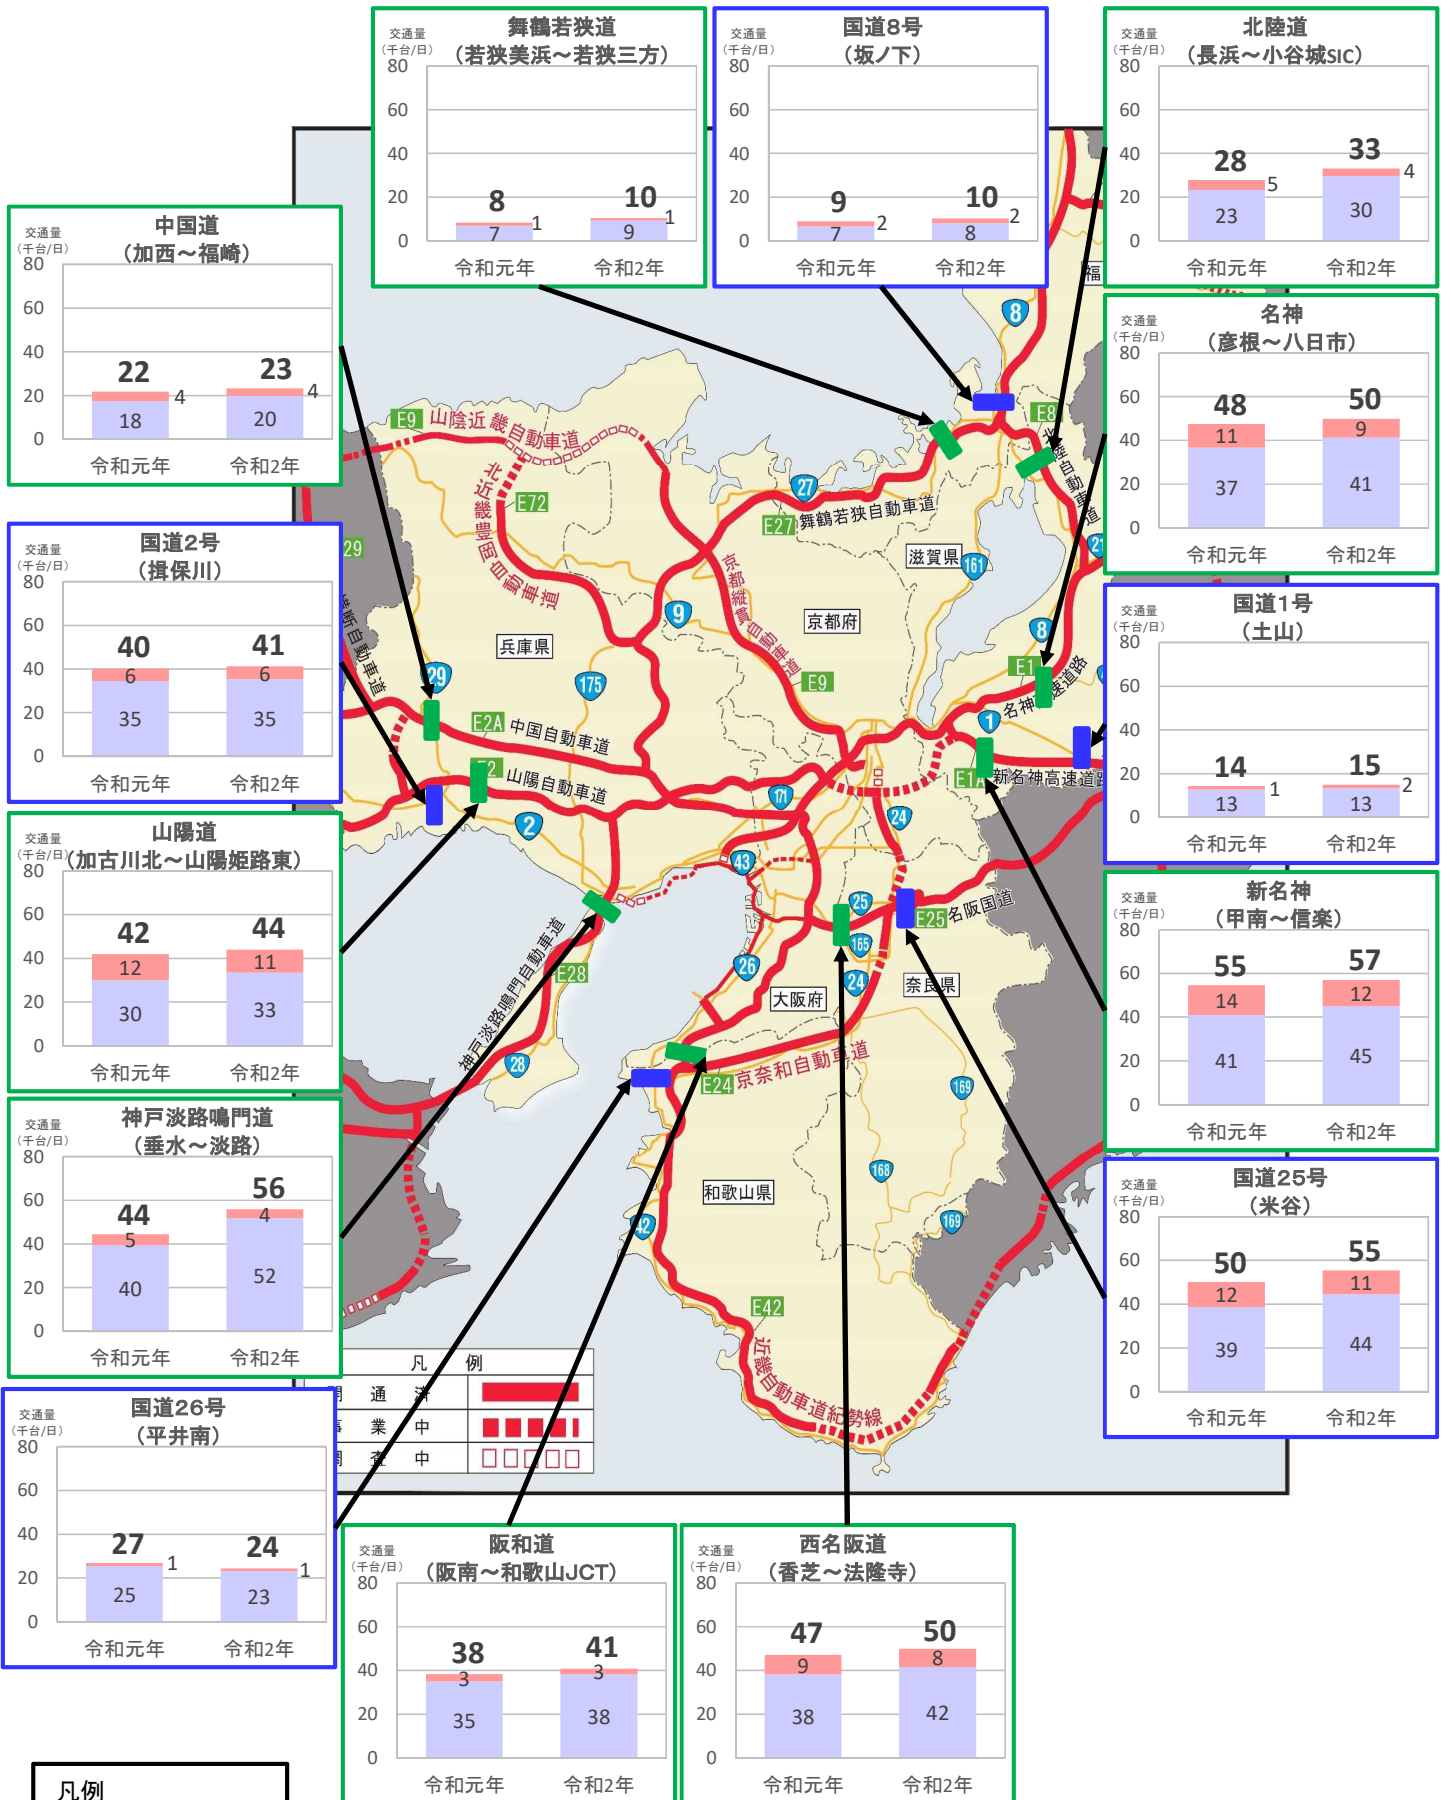 舞鶴若狭道
（若狭美浜～若狭三方）
交通量
（千台/日）
80
60
40
20
0
8
1
7
10
1
9
令和元年
令和2年
国道8号
（坂ノ下）
交通量
（千台/日）
80
60
40
20
0
9
2
7
10
2
8
令和元年
令和2年
北陸道
（長浜～小谷城SIC）
交通量
（千台/日）
80
60
40
20
0
28
5
23
33
4
30
令和元年
令和2年
中国道
（加西～福崎）
交通量
（千台/日）
80
60
40
20
0
22
4
18
23
4
20
令和元年
令和2年
名神
（彦根～八日市）
交通量
（千台/日）
80
60
40
20
0
48
11
37
50
9
41
令和元年
令和2年
国道2号
（揖保川）
交通量
（千台/日）
80
60
40
20
0
40
6
35
41
6
35
令和元年
令和2年
国道1号
（土山）
交通量
（千台/日）
80
60
40
20
0
14
1
13
15
2
13
令和元年
令和2年
山陽道
（加古川北～山陽姫路東）
交通量
（千台/日）
80
60
40
20
0
42
12
30
44
11
33
令和元年
令和2年
新名神
（甲南～信楽）
交通量
（千台/日）
80
60
40
20
0
55
14
41
57
12
45
令和元年
令和2年
神戸淡路鳴門道
（垂水～淡路）
交通量
（千台/日）
80
60
40
20
0
44
5
40
56
4
52
令和元年
令和2年
国道25号
（米谷）
交通量
（千台/日）
80
60
40
20
0
50
12
39
55
11
44
令和元年
令和2年
国道26号
（平井南）
交通量
（千台/日）
80
60
40
20
0
27
1
25
24
1
23
令和元年
令和2年
阪和道
（阪南～和歌山JCT）
交通量
（千台/日）
80
60
40
20
0
38
3
35
41
3
38
令和元年
令和2年
西名阪道
（香芝～法隆寺）
交通量
（千台/日）
80
60
40
20
0
47
9
38
50
8
42
令和元年
令和2年
福
8
E8
北陸自動車道
E9
山陰近畿自動車道
北近畿豊岡自動車道
E72
27
E27
舞鶴若狭自動車道
滋賀県
161
21
29
京都縦貫自動車道
9
京都府
8
兵庫県
横断自動車道
29
175
E9
E1
名神高速道路
1
E2A
中国自動車道
E2
山陽自動車道
E1A
新名神高速道路
171
2
24
43
25
E25
名阪国道
165
26
24
奈良県
大阪府
E28
神戸淡路鳴門自動車道
28
E24
京奈和自動車道
169
168
和歌山県
42
169
E42
近畿自動車道紀勢線
凡例
開通済
事業中
調査中
凡例